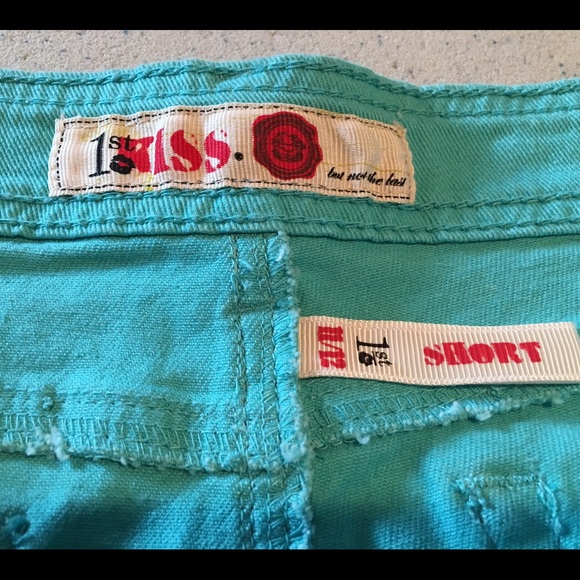 1st kiss.
but not the last
1st
SHORT